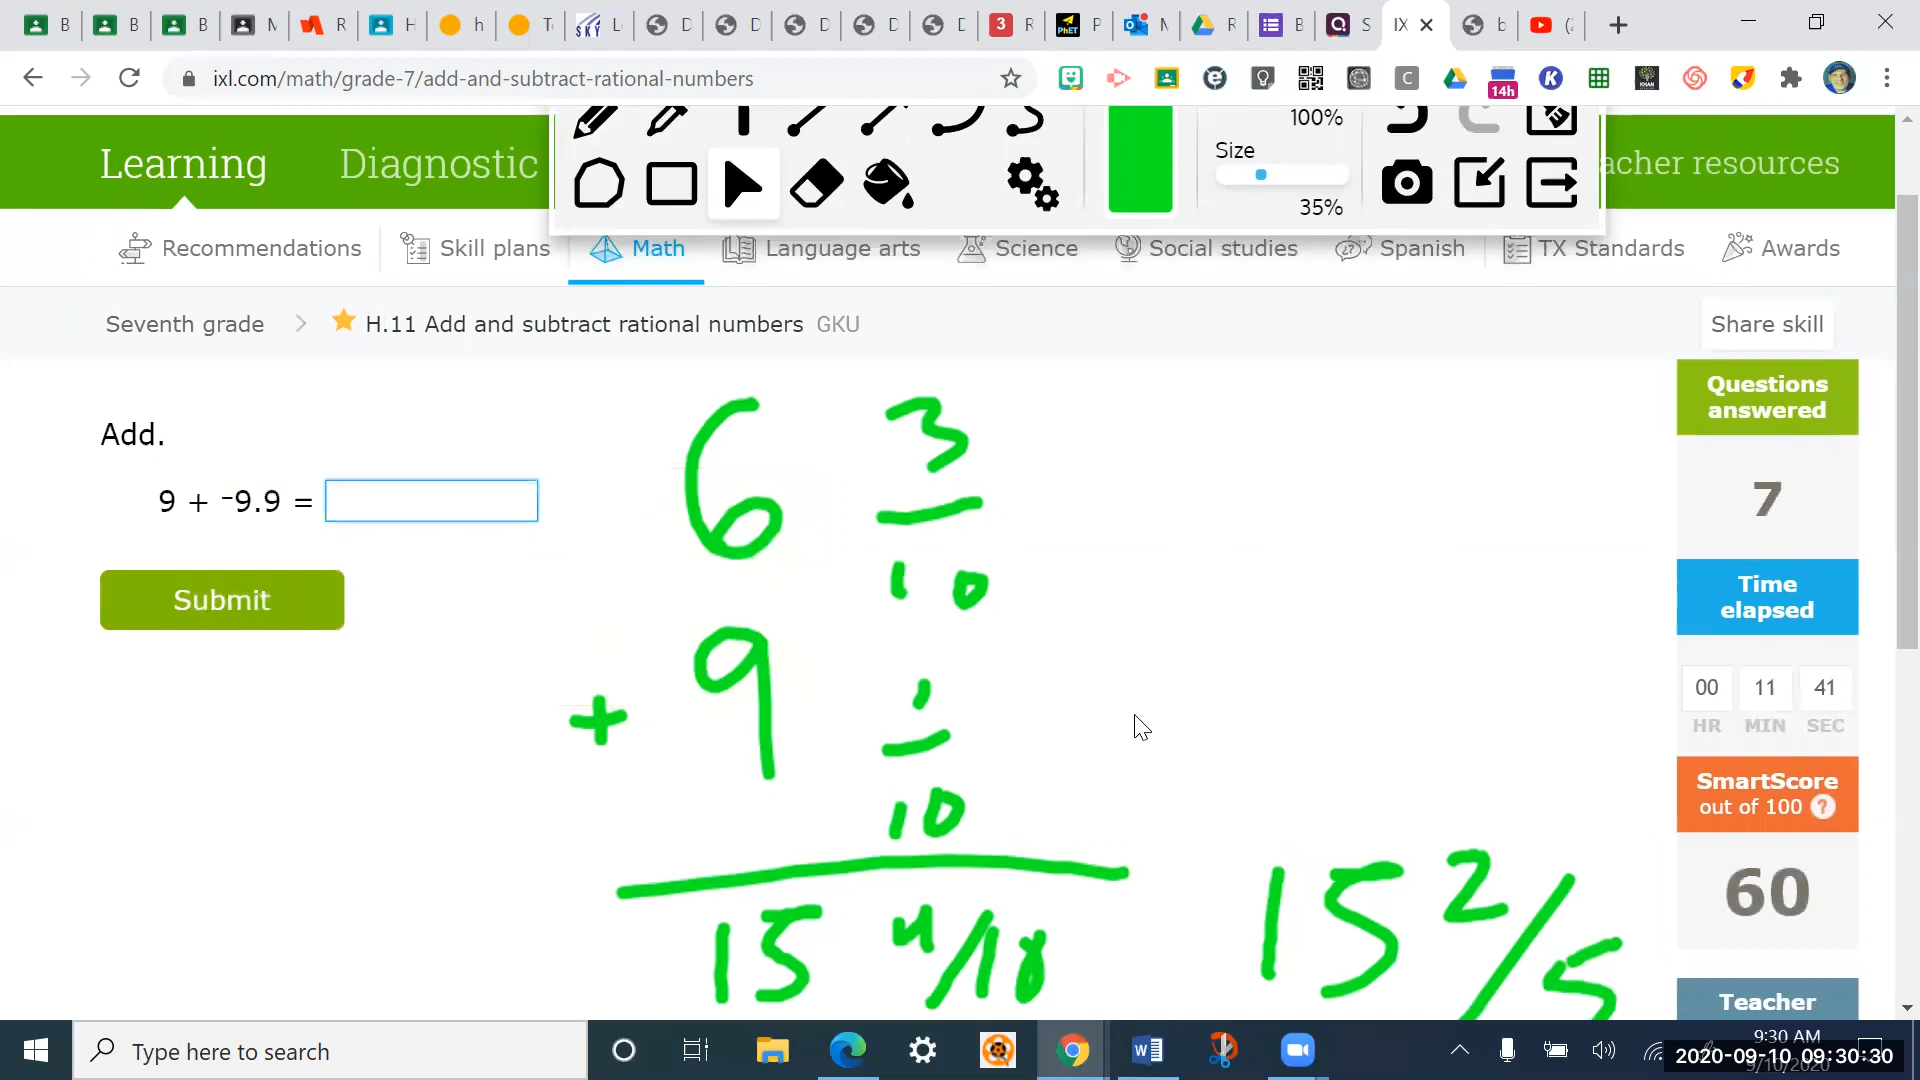 B B B M R H h T L D D D D D 3 R P M R B S IX b (
ixl.com/math/grade-7/add-and-subtract-rational-numbers
14h
100%
Size
35%
Learning Diagnostic acher resources
Recommendations Skill plans Math Language arts Science Social studies Spanish TX Standards Awards
Seventh grade > H.11 Add and subtract rational numbers GKU
Share skill
Add.
9 + ⁻9.9 =
Submit
6 3/10
+ 9 1/10
15 4/10
15 2/5
Questions answered
7
Time elapsed
00 11 41
HR MIN SEC
SmartScore
out of 100 ?
60
Teacher
Type here to search
9:30 AM
2020-09-10 09:30:30